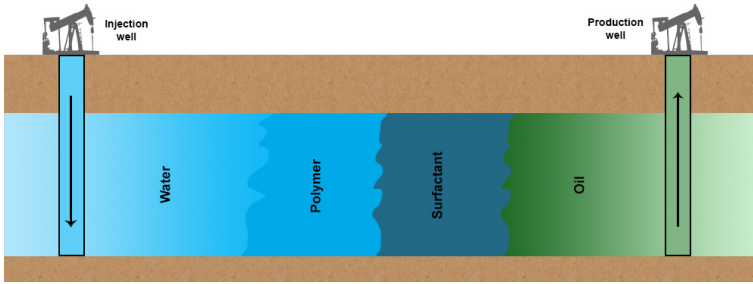 Injection
well
Production
well
Water
Polymer
Surfactant
Oil